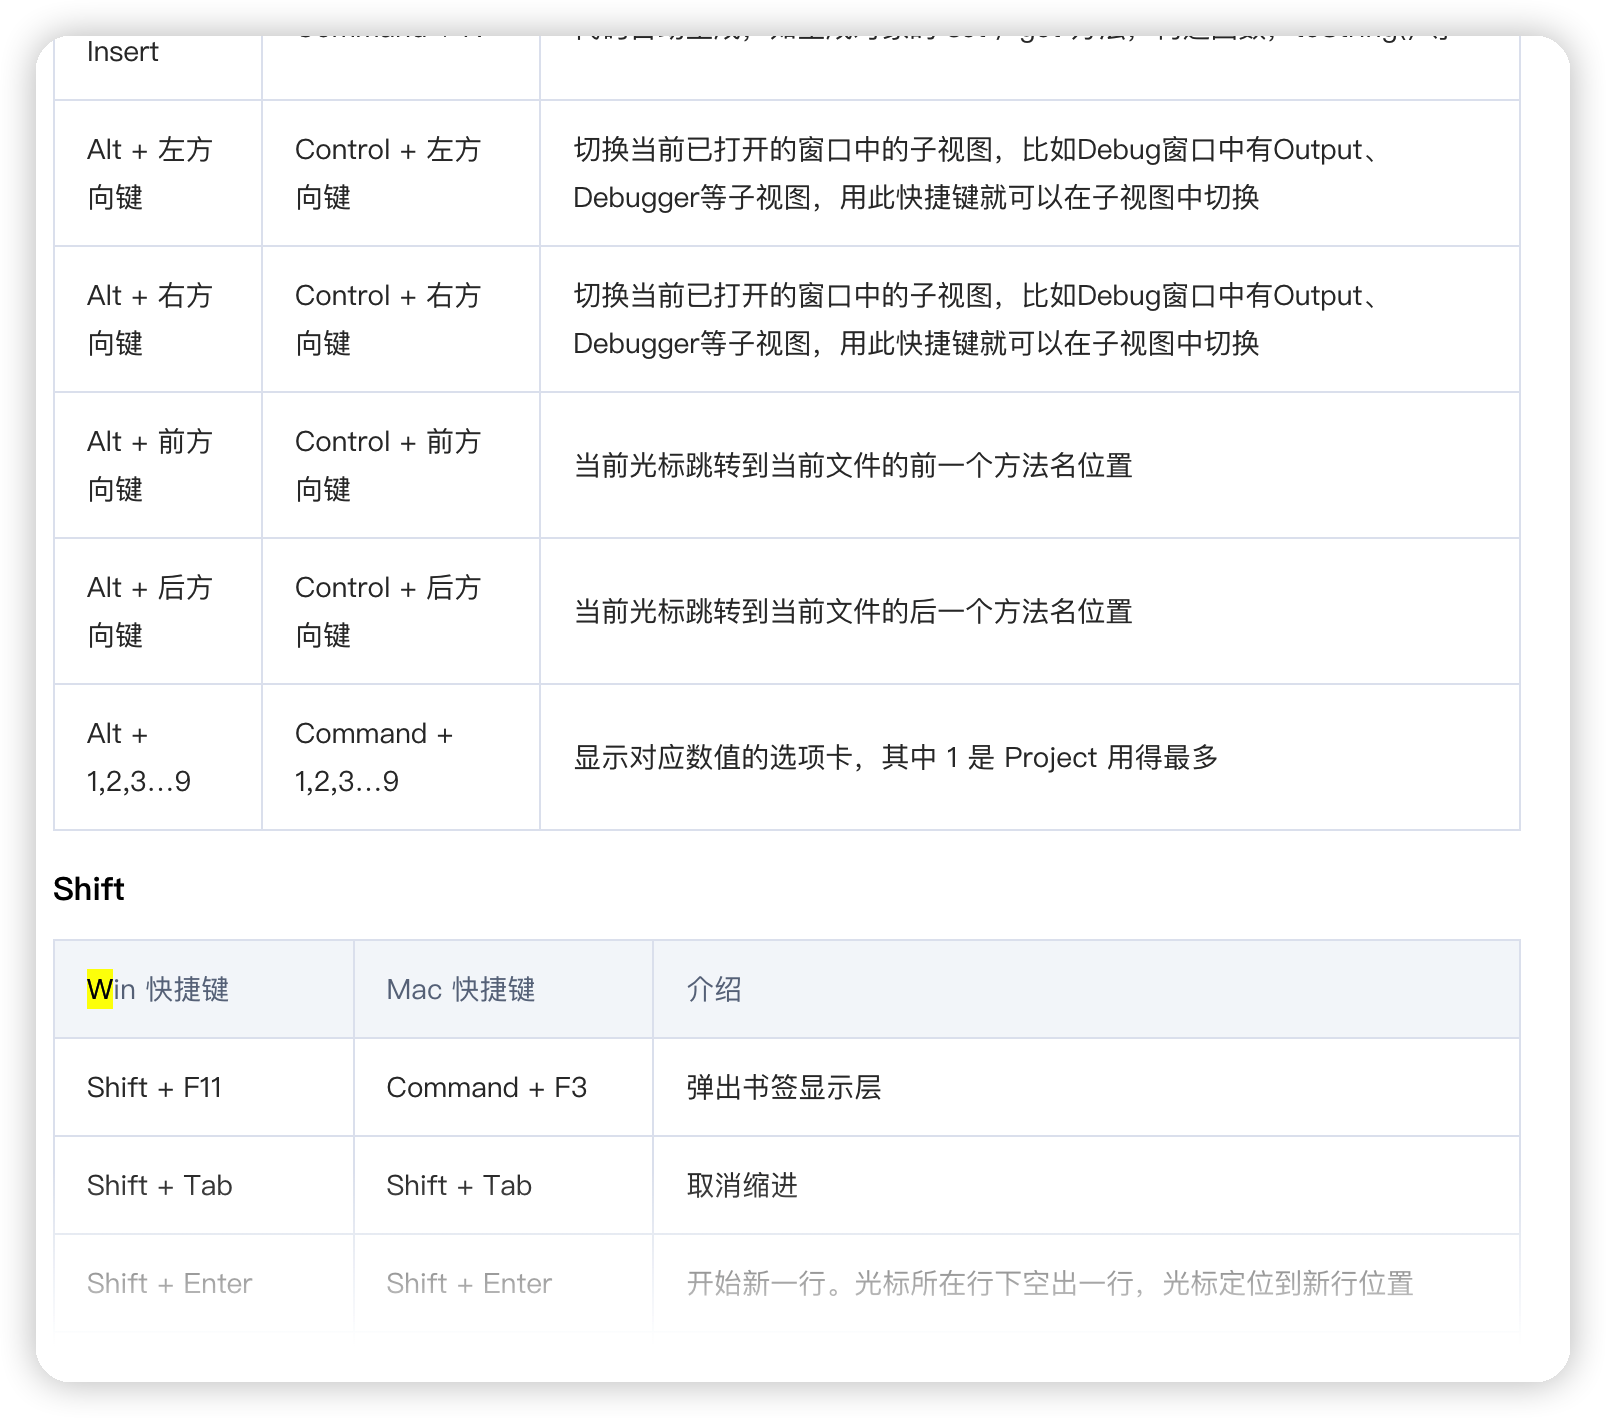 Insert
Alt + 左方 Control + 左方 切换当前已打开的窗口中的子视图，比如Debug窗口中有Output、
向键 向键 Debugger等子视图，用此快捷键就可以在子视图中切换
Alt + 右方 Control + 右方 切换当前已打开的窗口中的子视图，比如Debug窗口中有Output、
向键 向键 Debugger等子视图，用此快捷键就可以在子视图中切换
Alt + 前方 Control + 前方
向键 向键 当前光标跳转到当前文件的前一个方法名位置
Alt + 后方 Control + 后方
向键 向键 当前光标跳转到当前文件的后一个方法名位置
Alt + Command +
1,2,3…9 1,2,3…9 显示对应数值的选项卡，其中 1 是 Project 用得最多
Shift
Win 快捷键 Mac 快捷键 介绍
Shift + F11 Command + F3 弹出书签显示层
Shift + Tab Shift + Tab 取消缩进
Shift + Enter Shift + Enter 开始新一行。光标所在行下空出一行，光标定位到新行位置